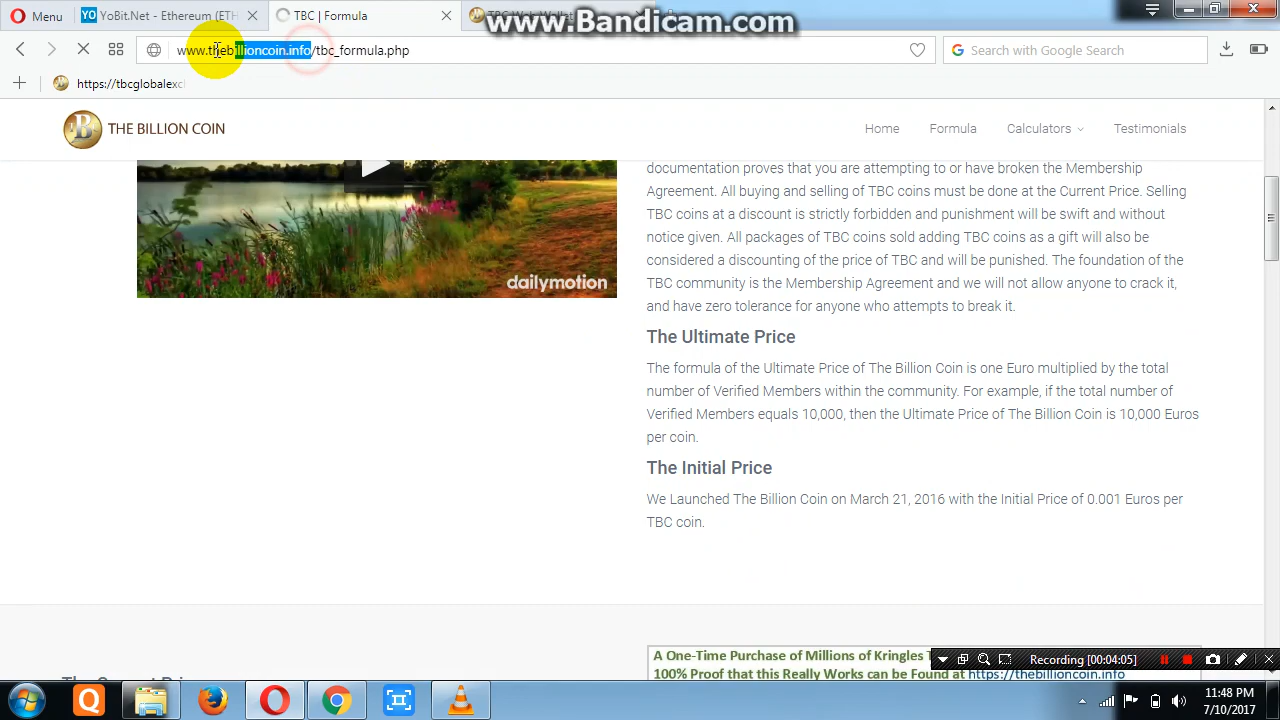 www.Bandicam.com
Menu
YO YoBit.Net - Ethereum (ETH
TBC | Formula
www.thebillioncoin.info/tbc_formula.php
Search with Google Search
https://tbcglobalexcl
THE BILLION COIN
Home
Formula
Calculators
Testimonials
dailymotion
documentation proves that you are attempting to or have broken the Membership
Agreement. All buying and selling of TBC coins must be done at the Current Price. Selling
TBC coins at a discount is strictly forbidden and punishment will be swift and without
notice given. All packages of TBC coins sold adding TBC coins as a gift will also be
considered a discounting of the price of TBC and will be punished. The foundation of the
TBC community is the Membership Agreement and we will not allow anyone to crack it,
and have zero tolerance for anyone who attempts to break it.
The Ultimate Price
The formula of the Ultimate Price of The Billion Coin is one Euro multiplied by the total
number of Verified Members within the community. For example, if the total number of
Verified Members equals 10,000, then the Ultimate Price of The Billion Coin is 10,000 Euros
per coin.
The Initial Price
We Launched The Billion Coin on March 21, 2016 with the Initial Price of 0.001 Euros per
TBC coin.
A One-Time Purchase of Millions of Kringles
100% Proof that this Really Works can be Found at https://thebillioncoin.info
Recording [00:04:05]
11:48 PM
7/10/2017